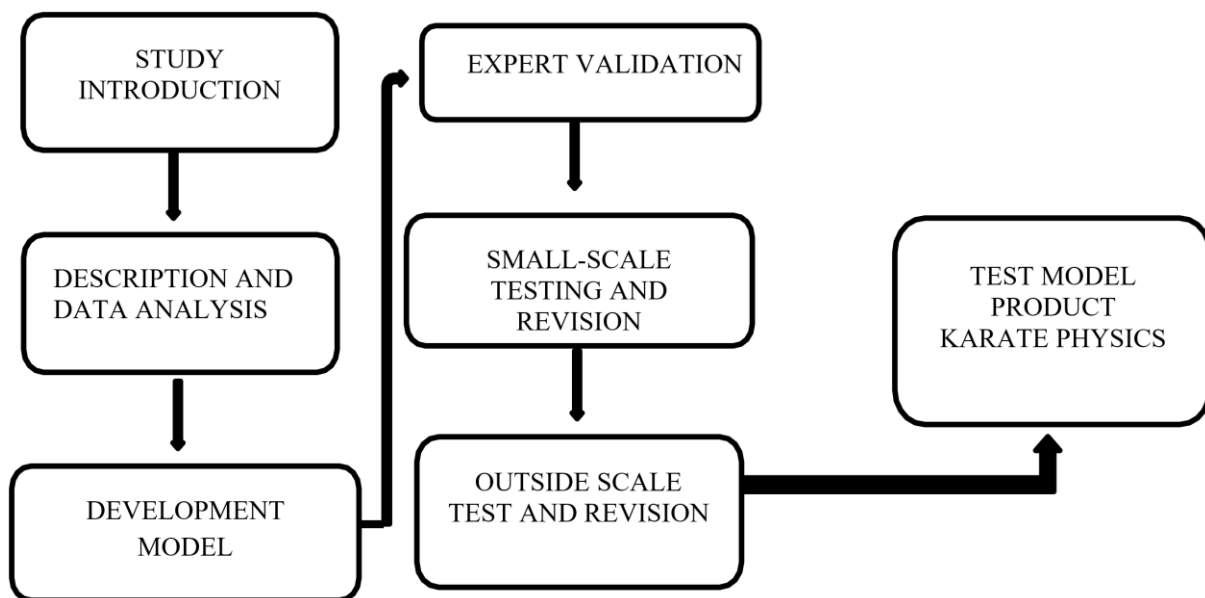 STUDY
INTRODUCTION
DESCRIPTION AND
DATA ANALYSIS
DEVELOPMENT
MODEL
EXPERT VALIDATION
SMALL-SCALE
TESTING AND
REVISION
OUTSIDE SCALE
TEST AND REVISION
TEST MODEL
PRODUCT
KARATE PHYSICS